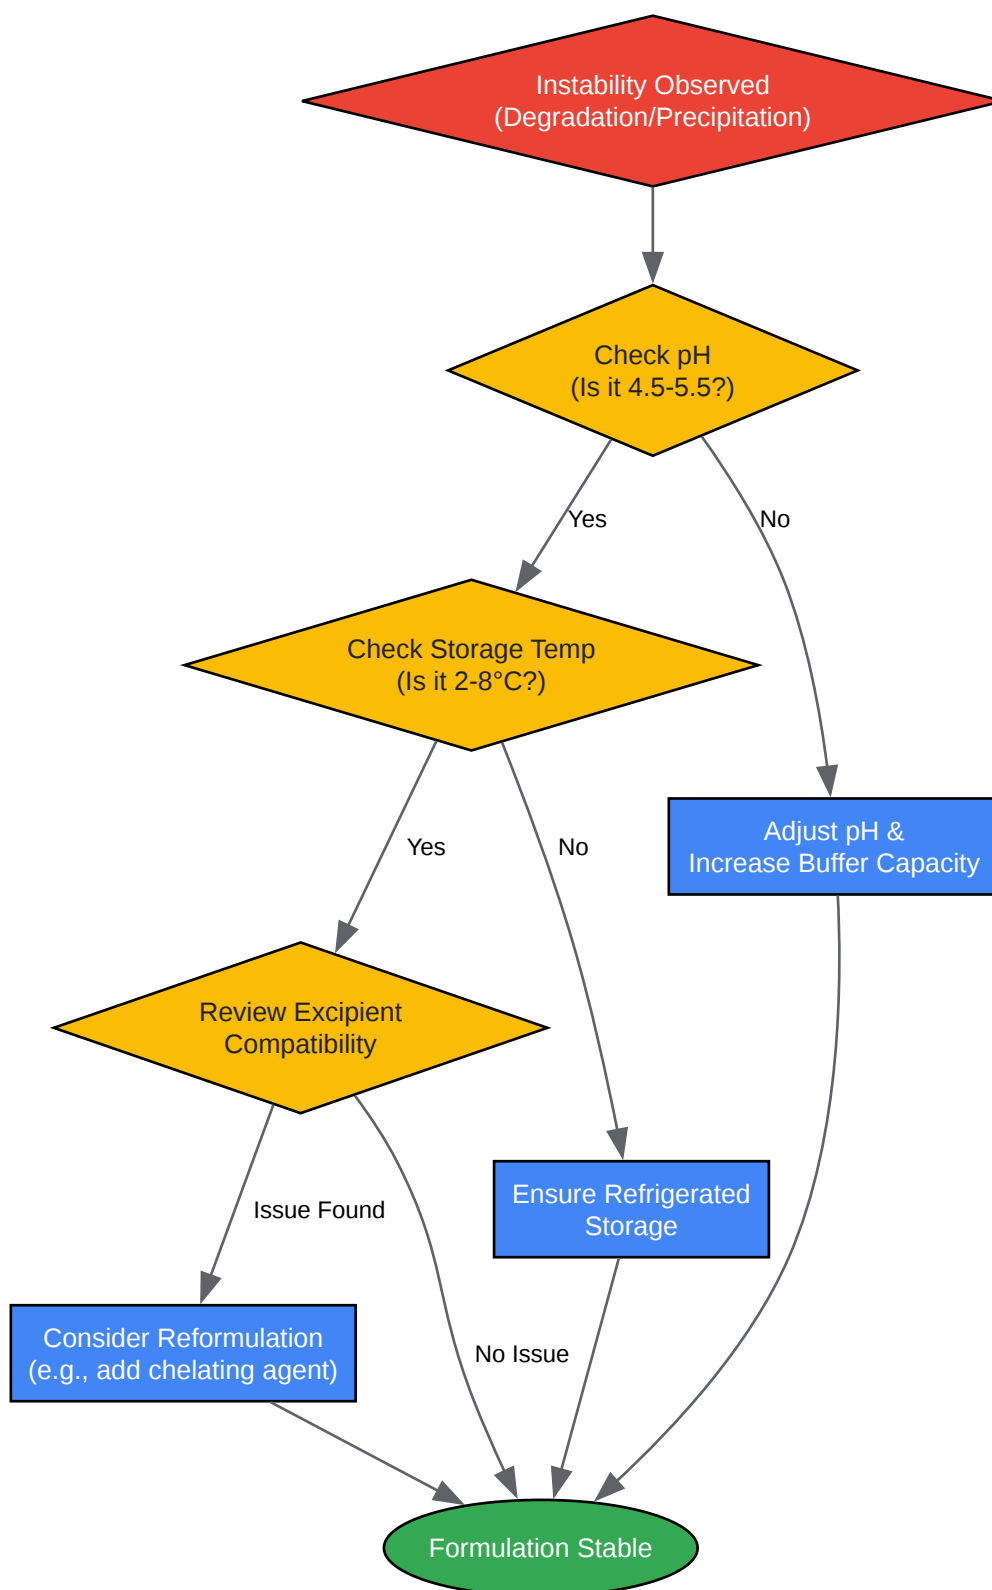 Instability Observed
(Degradation/Precipitation)
Check pH
(Is it 4.5-5.5?)
Yes
No
Check Storage Temp
(Is it 2-8°C?)
Adjust pH &
Increase Buffer Capacity
Yes
No
Review Excipient
Compatibility
Ensure Refrigerated
Storage
Issue Found
Consider Reformulation
(e.g., add chelating agent)
No Issue
Formulation Stable